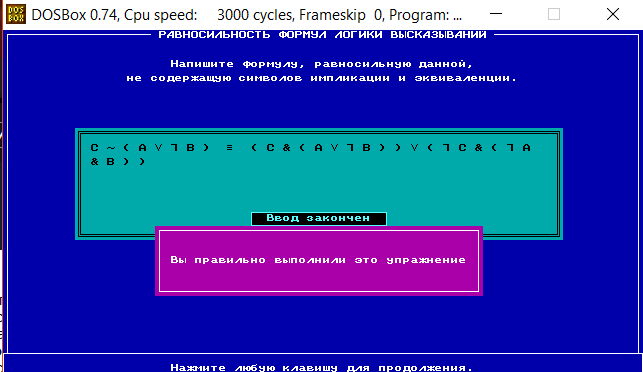 DOSBox 0.74, Cpu speed: 3000 cycles, Frameskip 0, Program: ...
РАВНОСИЛЬНОСТЬ ФОРМУЛ ЛОГИКИ ВЫСКАЗЫВАНИЙ
Напишите формулу, равносильную данной,
не содержащую символов импликации и эквиваленции.
C ~ ( A ∨ ˥ B ) ≡ ( C & ( A ∨ ˥ B ) ) ∨ ( ˥ C & ( ˥ A
& B ) )
Ввод закончен
Вы правильно выполнили это упражнение
Нажмите любую клавишу для продолжения.